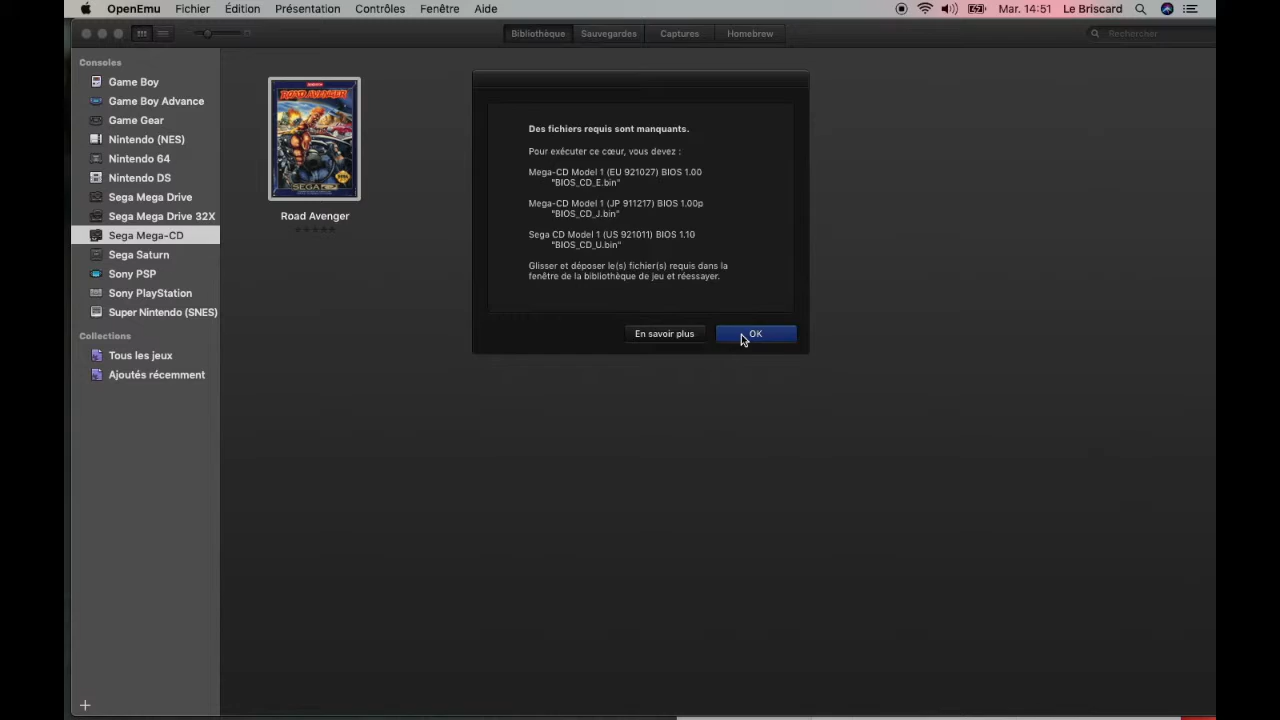 OpenEmu Fichier Édition Présentation Contrôles Fenêtre Aide Mar. 14:51 Le Briscard
Bibliothèque Sauvegardes Captures Homebrew Rechercher
Consoles
Game Boy
Game Boy Advance
Game Gear
Nintendo (NES)
Nintendo 64
Nintendo DS
Sega Mega Drive
Sega Mega Drive 32X
Sega Mega-CD
Sega Saturn
Sony PSP
Sony PlayStation
Super Nintendo (SNES)
Collections
Tous les jeux
Ajoutés récemment
ROAD AVENGER
Road Avenger
Des fichiers requis sont manquants.
Pour exécuter ce cœur, vous devez :
Mega-CD Model 1 (EU 921027) BIOS 1.00
"BIOS_CD_E.bin"
Mega-CD Model 1 (JP 911217) BIOS 1.00p
"BIOS_CD_J.bin"
Sega CD Model 1 (US 921011) BIOS 1.10
"BIOS_CD_U.bin"
Glisser et déposer le(s) fichier(s) requis dans la
fenêtre de la bibliothèque de jeu et réessayer.
En savoir plus OK